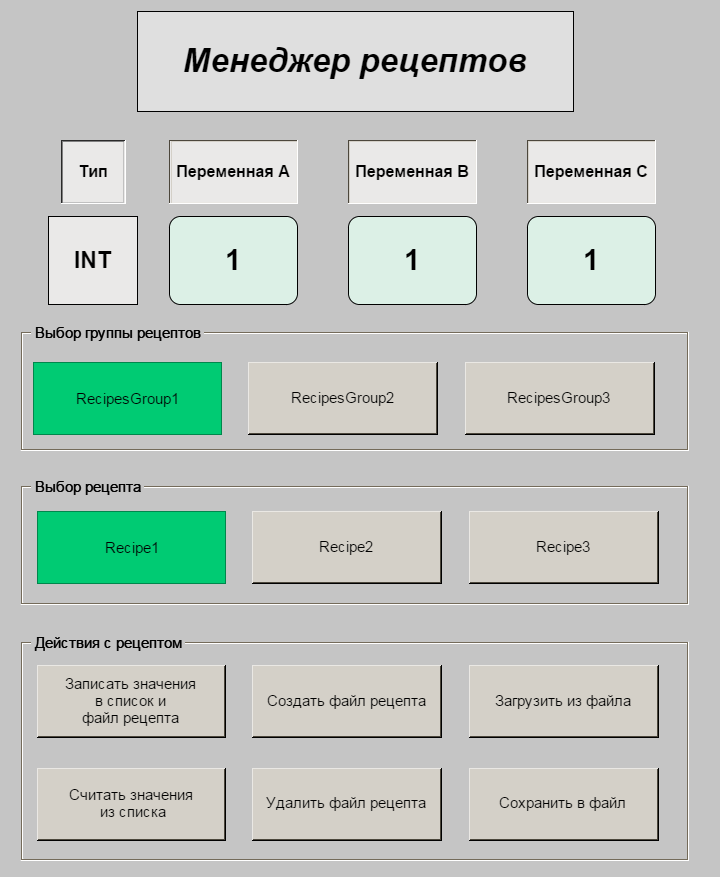 Менеджер рецептов
Тип
Переменная A
Переменная B
Переменная C
INT
1
1
1
Выбор группы рецептов
RecipesGroup1
RecipesGroup2
RecipesGroup3
Выбор рецепта
Recipe1
Recipe2
Recipe3
Действия с рецептом
Записать значения
в список и
файл рецепта
Создать файл рецепта
Загрузить из файла
Считать значения
из списка
Удалить файл рецепта
Сохранить в файл